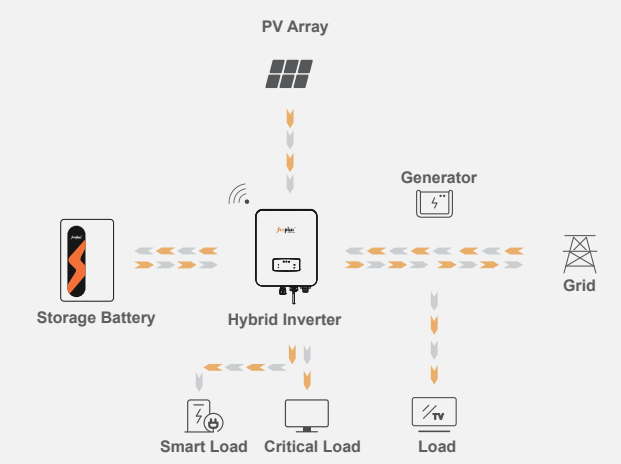 PV Array
Generator
Grid
Storage Battery
Hybrid Inverter
TV
Smart Load
Critical Load
Load